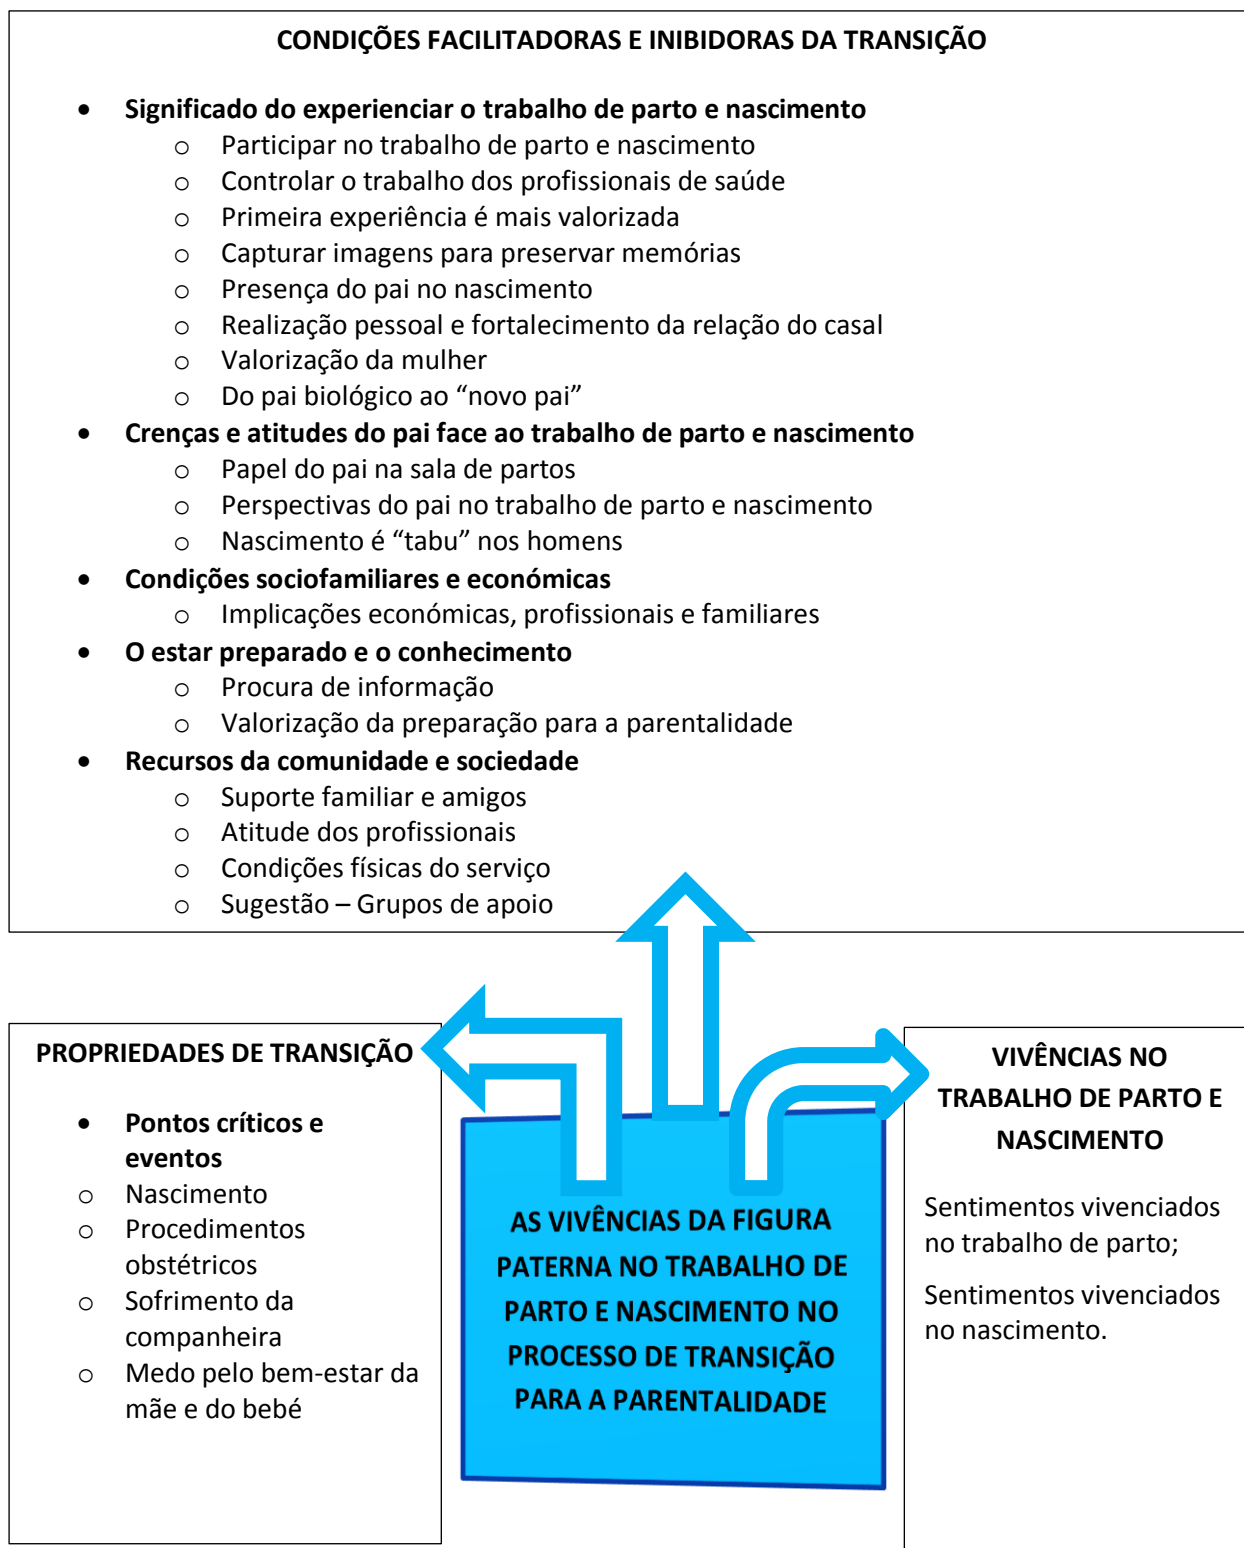 CONDIÇÕES FACILITADORAS E INIBIDORAS DA TRANSIÇÃO
• Significado do experienciar o trabalho de parto e nascimento
o Participar no trabalho de parto e nascimento
o Controlar o trabalho dos profissionais de saúde
o Primeira experiência é mais valorizada
o Capturar imagens para preservar memórias
o Presença do pai no nascimento
o Realização pessoal e fortalecimento da relação do casal
o Valorização da mulher
o Do pai biológico ao “novo pai”
• Crenças e atitudes do pai face ao trabalho de parto e nascimento
o Papel do pai na sala de partos
o Perspectivas do pai no trabalho de parto e nascimento
o Nascimento é “tabu” nos homens
• Condições sociofamiliares e económicas
o Implicações económicas, profissionais e familiares
• O estar preparado e o conhecimento
o Procura de informação
o Valorização da preparação para a parentalidade
• Recursos da comunidade e sociedade
o Suporte familiar e amigos
o Atitude dos profissionais
o Condições físicas do serviço
o Sugestão – Grupos de apoio
PROPRIEDADES DE TRANSIÇÃO
• Pontos críticos e
eventos
o Nascimento
o Procedimentos
obstétricos
o Sofrimento da
companheira
o Medo pelo bem-estar da
mãe e do bebé
AS VIVÊNCIAS DA FIGURA
PATERNA NO TRABALHO DE
PARTO E NASCIMENTO NO
PROCESSO DE TRANSIÇÃO
PARA A PARENTALIDADE
VIVÊNCIAS NO
TRABALHO DE PARTO E
NASCIMENTO
Sentimentos vivenciados
no trabalho de parto;
Sentimentos vivenciados
no nascimento.